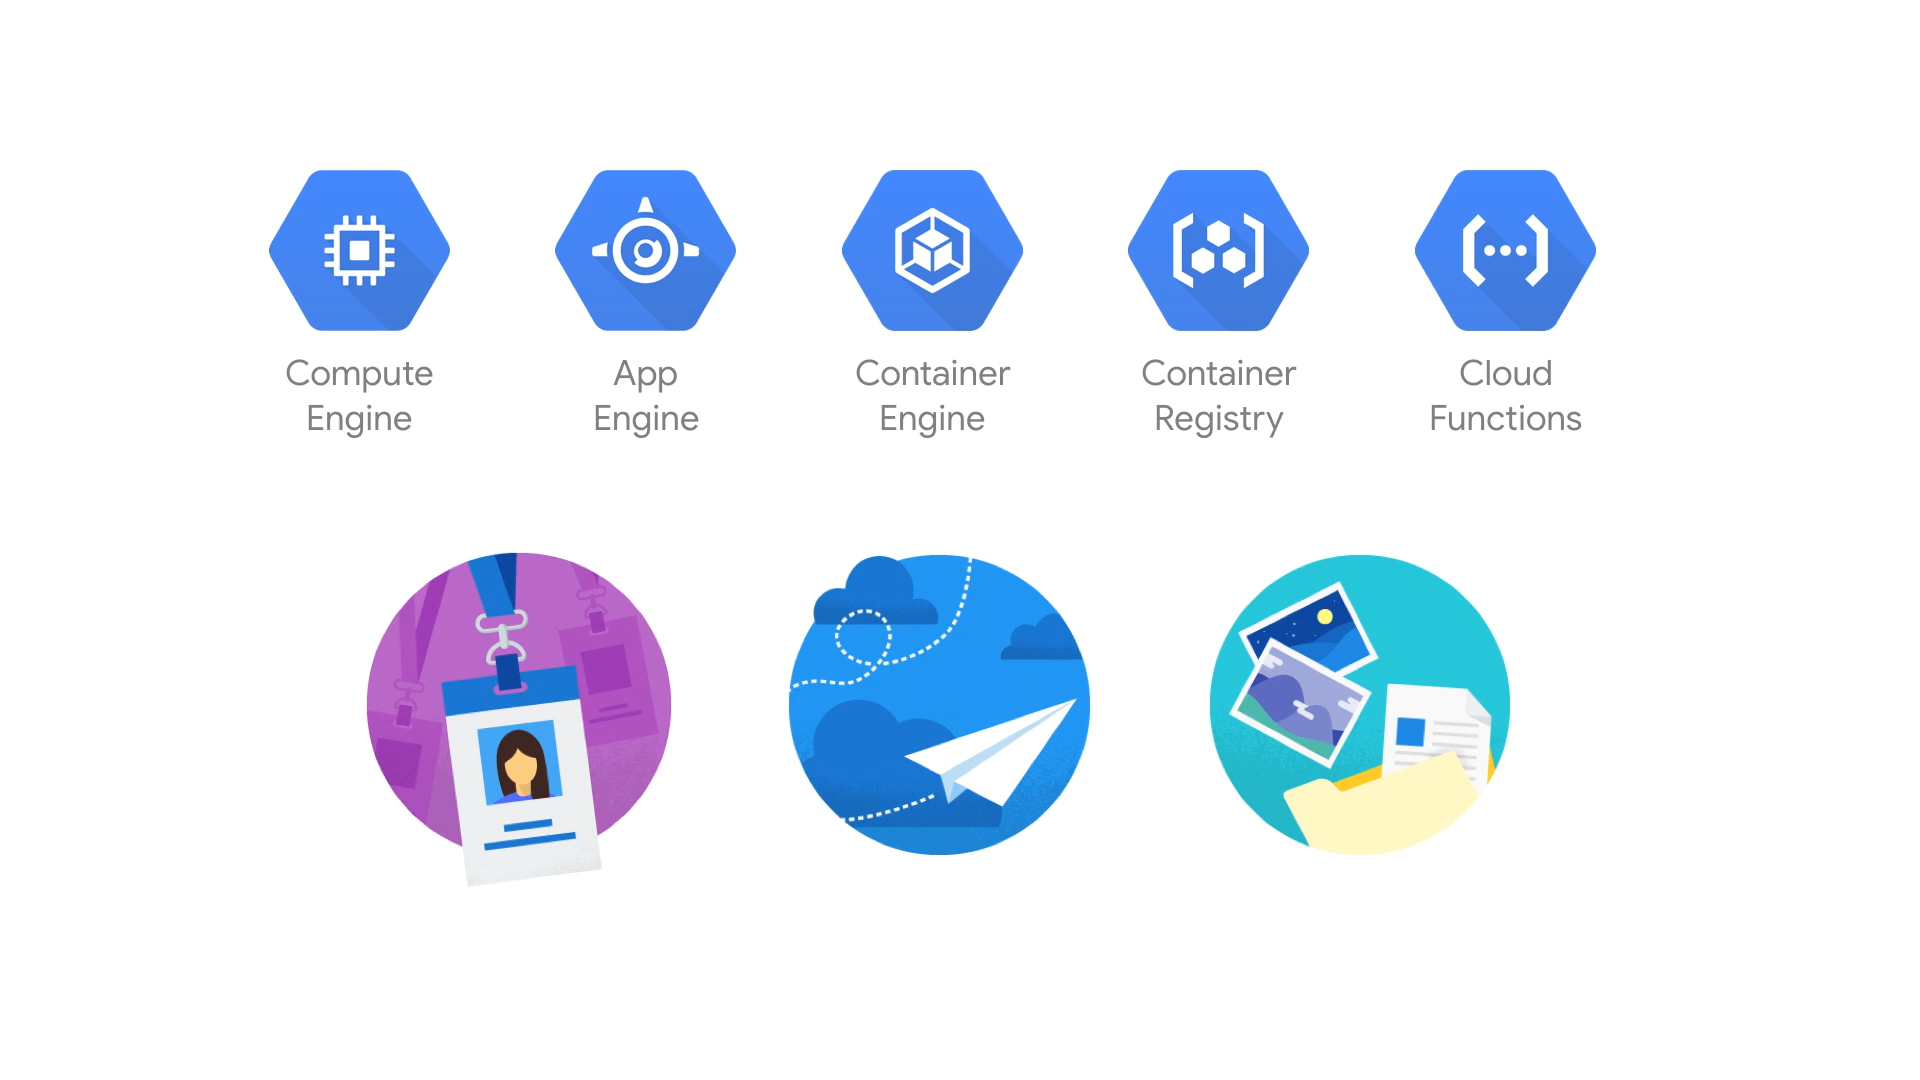 Compute
Engine
App
Engine
Container
Engine
Container
Registry
Cloud
Functions